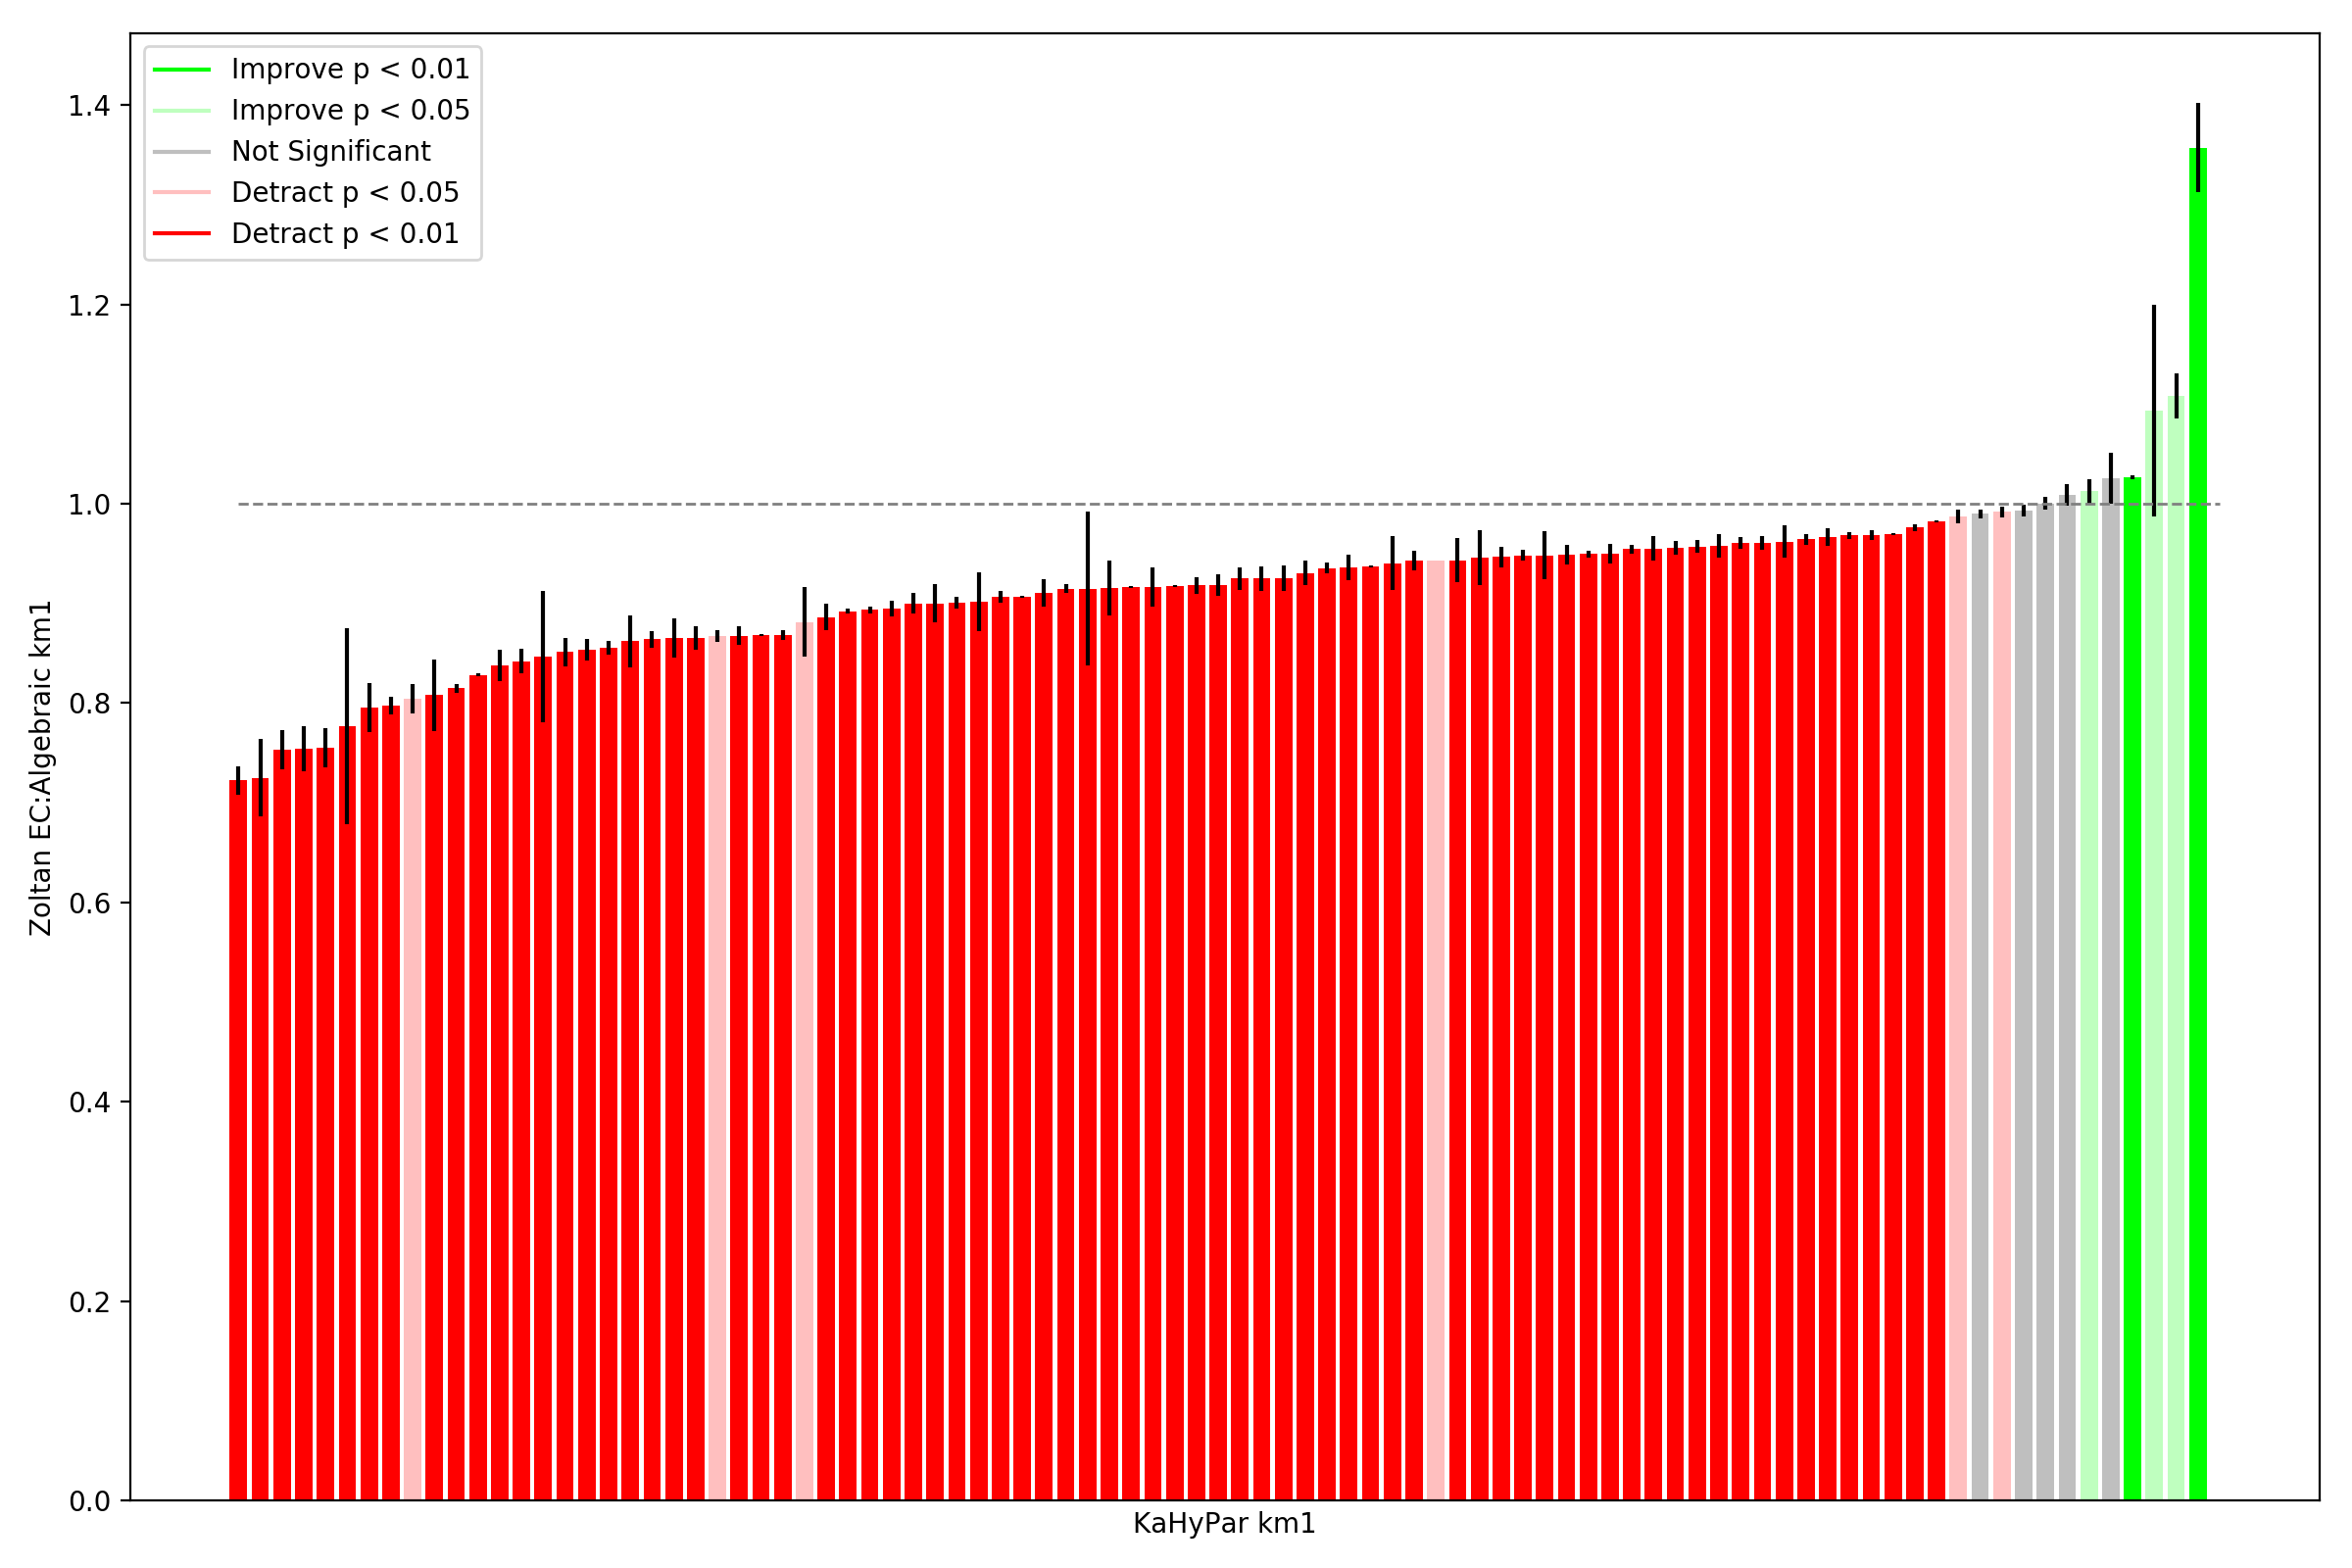 Improve p < 0.01
Improve p < 0.05
Not Significant
Detract p < 0.05
Detract p < 0.01
1.4
1.2
1.0
0.8
0.6
0.4
0.2
0.0
Zoltan EC:Algebraic km1
KaHyPar km1